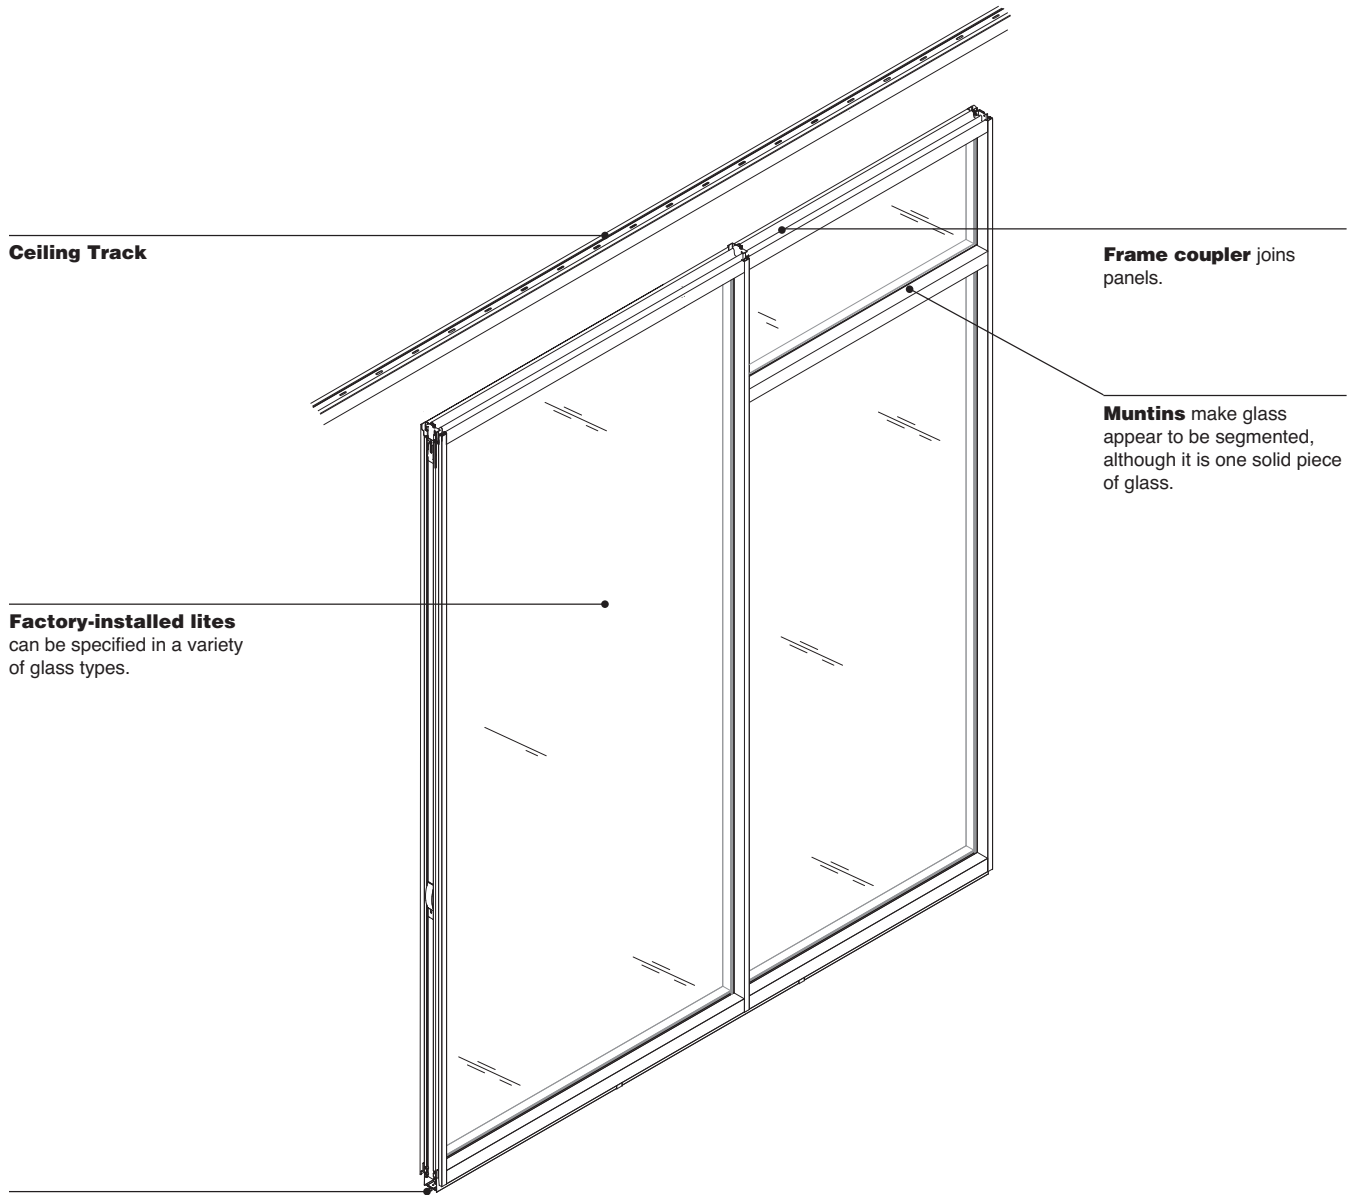 Ceiling Track
Frame coupler joins
panels.
Muntins make glass
appear to be segmented,
although it is one solid piece
of glass.
Factory-installed lites
can be specified in a variety
of glass types.